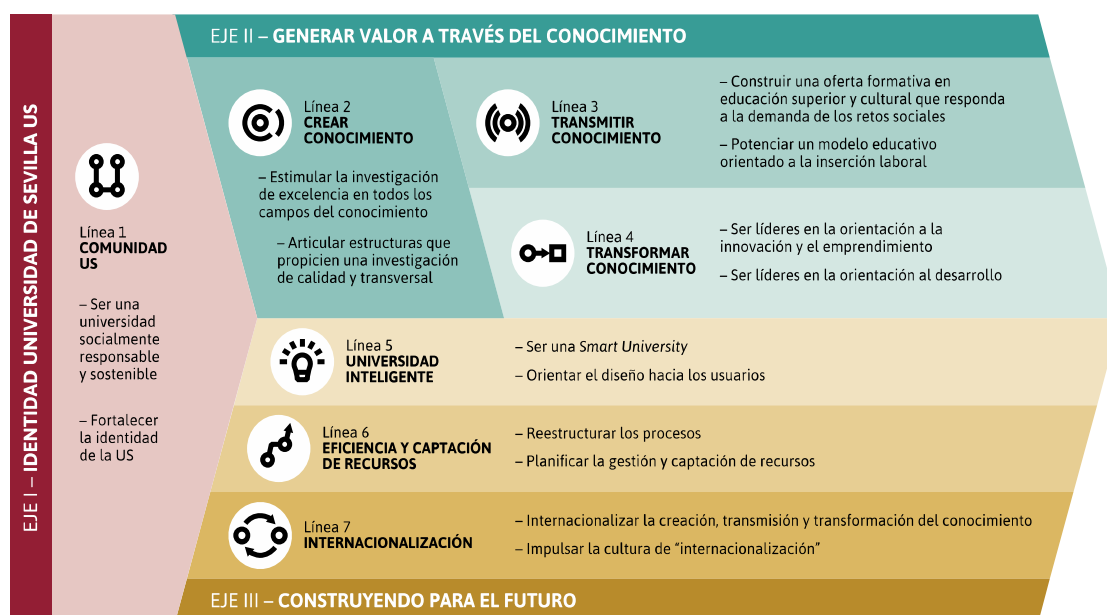 EJE I – IDENTIDAD UNIVERSIDAD DE SEVILLA US
Línea 1
COMUNIDAD
US
– Ser una
universidad
socialmente
responsable
y sostenible
– Fortalecer
la identidad
de la US
EJE II – GENERAR VALOR A TRAVÉS DEL CONOCIMIENTO
Línea 2
CREAR
CONOCIMIENTO
– Estimular la investigación
de excelencia en todos los
campos del conocimiento
– Articular estructuras que
propicien una investigación
de calidad y transversal
Línea 3
TRANSMITIR
CONOCIMIENTO
– Construir una oferta formativa en
educación superior y cultural que responda
a la demanda de los retos sociales
– Potenciar un modelo educativo
orientado a la inserción laboral
Línea 4
TRANSFORMAR
CONOCIMIENTO
– Ser líderes en la orientación a la
innovación y el emprendimiento
– Ser líderes en la orientación al desarrollo
Línea 5
UNIVERSIDAD
INTELIGENTE
– Ser una Smart University
– Orientar el diseño hacia los usuarios
Línea 6
EFICIENCIA Y CAPTACIÓN
DE RECURSOS
– Reestructurar los procesos
– Planificar la gestión y captación de recursos
Línea 7
INTERNACIONALIZACIÓN
– Internacionalizar la creación, transmisión y transformación del conocimiento
– Impulsar la cultura de “internacionalización”
EJE III – CONSTRUYENDO PARA EL FUTURO